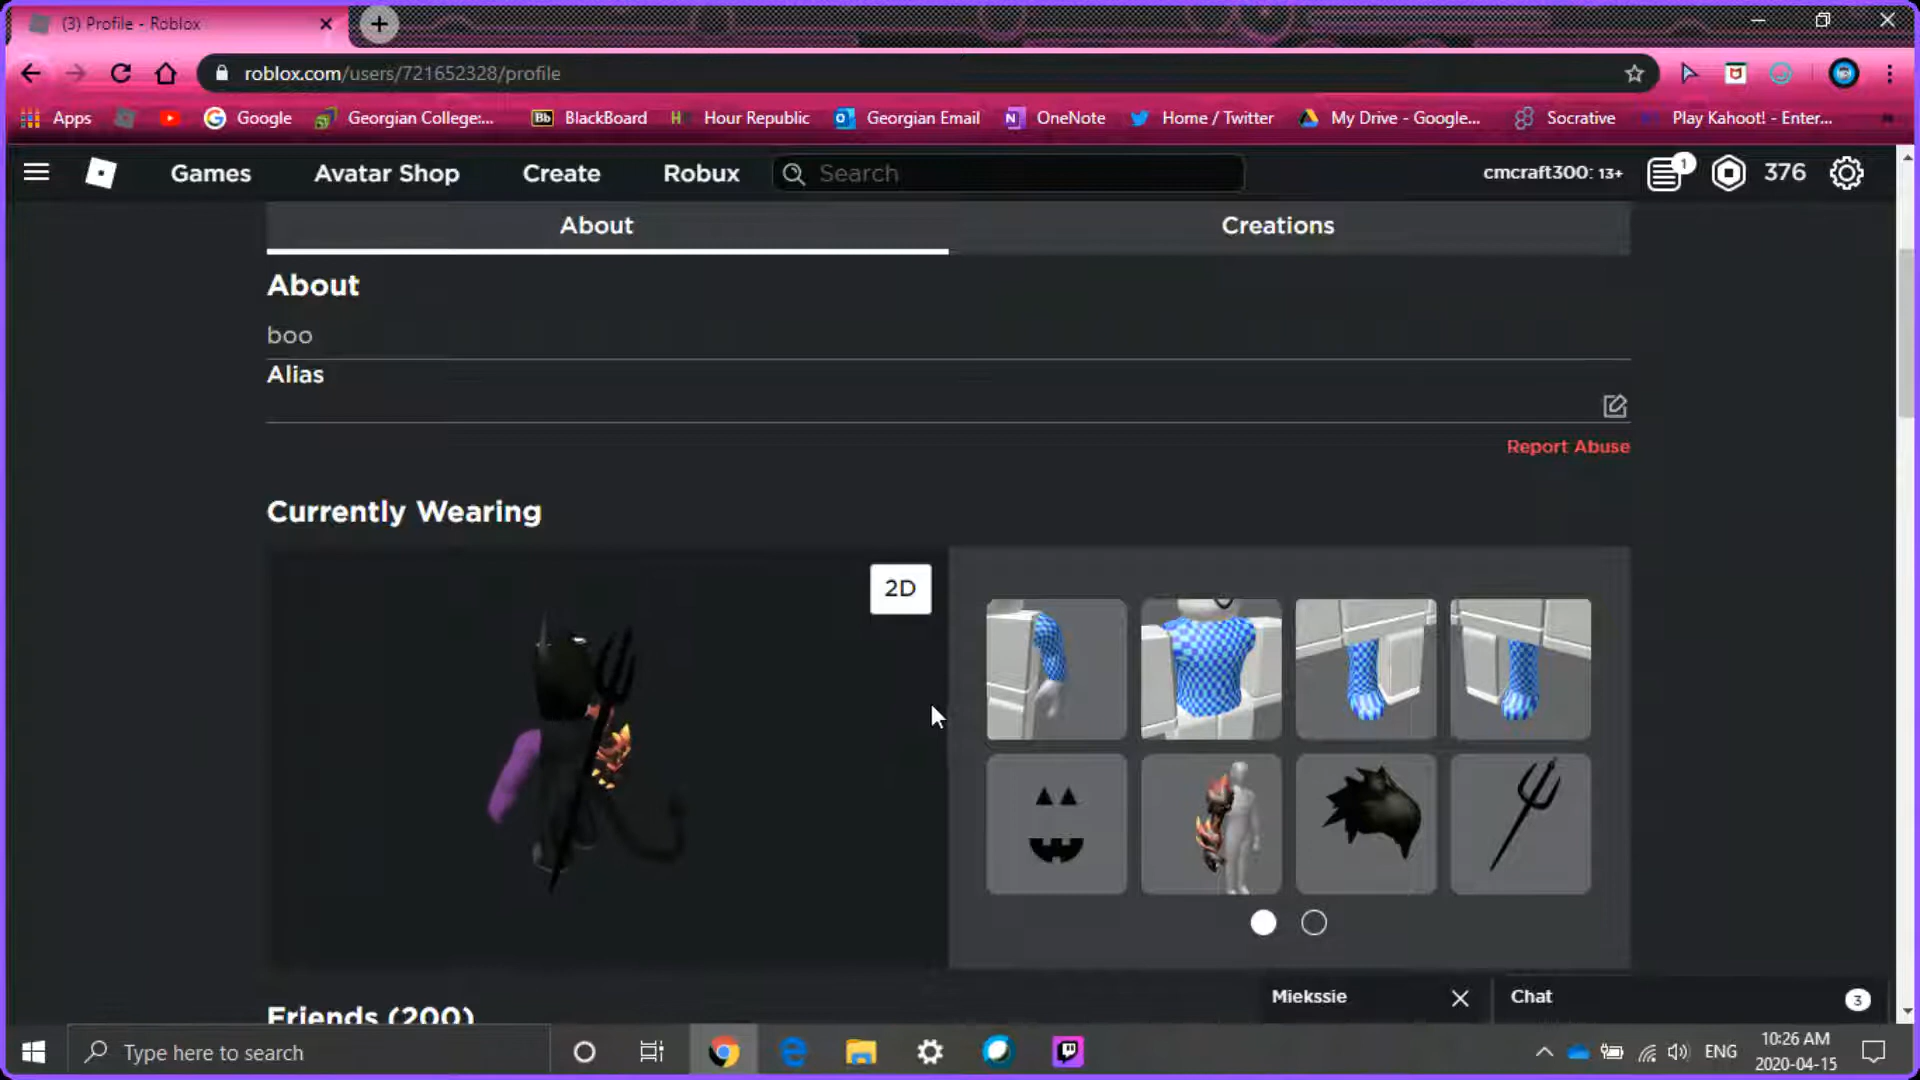 (3) Profile - Roblox
roblox.com/users/721652328/profile
Apps Google Georgian College:... Bb BlackBoard H Hour Republic Georgian Email N OneNote Home / Twitter My Drive - Google... Socrative Play Kahoot! - Enter...
Games Avatar Shop Create Robux Search cmcraft300: 13+ 1 376
About Creations
About
boo
Alias
Report Abuse
Currently Wearing
2D
Friends (200)
Miekssie Chat 3
Type here to search ENG 10:26 AM
2020-04-15